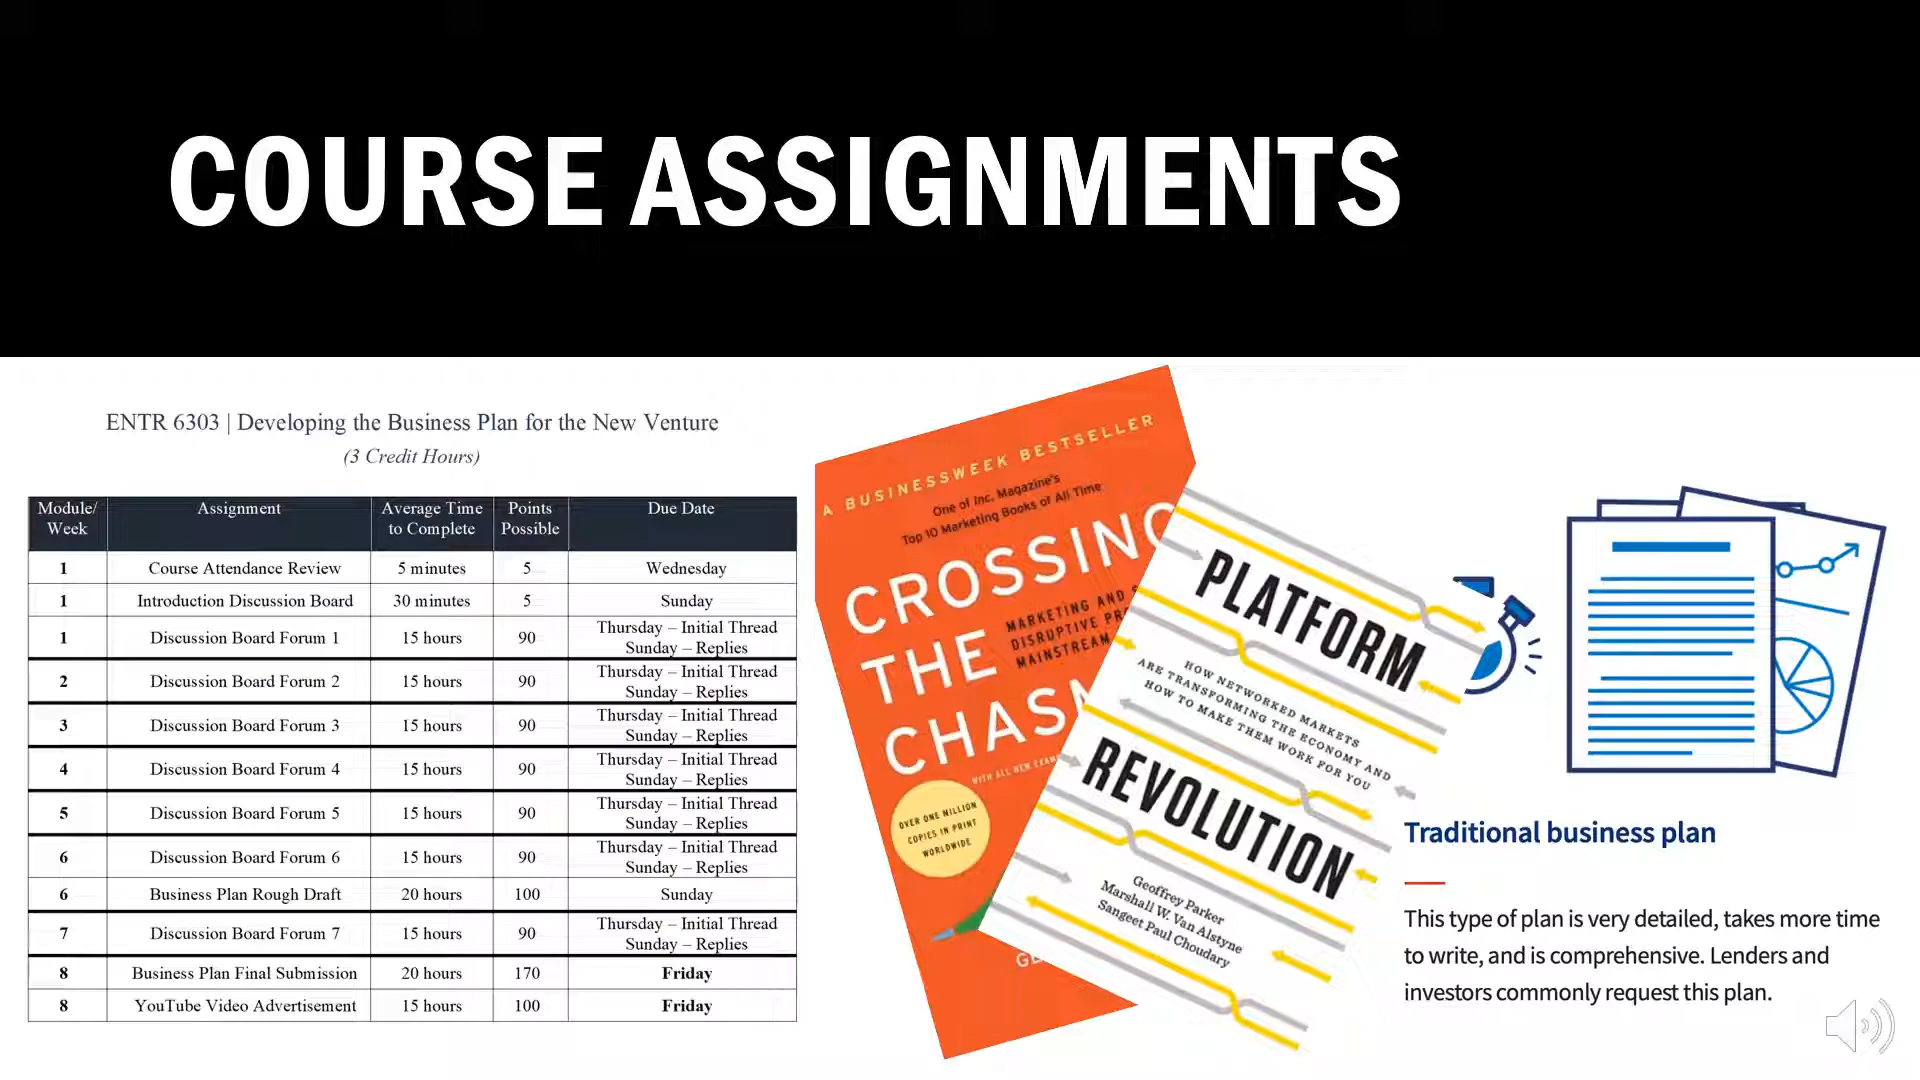 COURSE ASSIGNMENTS
ENTR 6303 | Developing the Business Plan for the New Venture
(3 Credit Hours)
Module/ Week Assignment Average Time to Complete Points Possible Due Date
1 Course Attendance Review 5 minutes 5 Wednesday
1 Introduction Discussion Board 30 minutes 5 Sunday
1 Discussion Board Forum 1 15 hours 90 Thursday – Initial Thread Sunday – Replies
2 Discussion Board Forum 2 15 hours 90 Thursday – Initial Thread Sunday – Replies
3 Discussion Board Forum 3 15 hours 90 Thursday – Initial Thread Sunday – Replies
4 Discussion Board Forum 4 15 hours 90 Thursday – Initial Thread Sunday – Replies
5 Discussion Board Forum 5 15 hours 90 Thursday – Initial Thread Sunday – Replies
6 Discussion Board Forum 6 15 hours 90 Thursday – Initial Thread Sunday – Replies
6 Business Plan Rough Draft 20 hours 100 Sunday
7 Discussion Board Forum 7 15 hours 90 Thursday – Initial Thread Sunday – Replies
8 Business Plan Final Submission 20 hours 170 Friday
8 YouTube Video Advertisement 15 hours 100 Friday
A BUSINESSWEEK BESTSELLER
One of Inc. Magazine's
Top 10 Marketing Books of All Time
CROSSING
THE
CHASM
MARKETING AND
DISRUPTIVE
MAINSTREAM
WITH ALL NEW
OVER ONE MILLION
COPIES IN PRINT
WORLDWIDE
PLATFORM
HOW NETWORKED MARKETS
ARE TRANSFORMING THE ECONOMY AND
HOW TO MAKE THEM WORK FOR YOU
REVOLUTION
Geoffrey Parker
Marshall W. Van Alstyne
Sangeet Paul Choudary
Traditional business plan
This type of plan is very detailed, takes more time
to write, and is comprehensive. Lenders and
investors commonly request this plan.